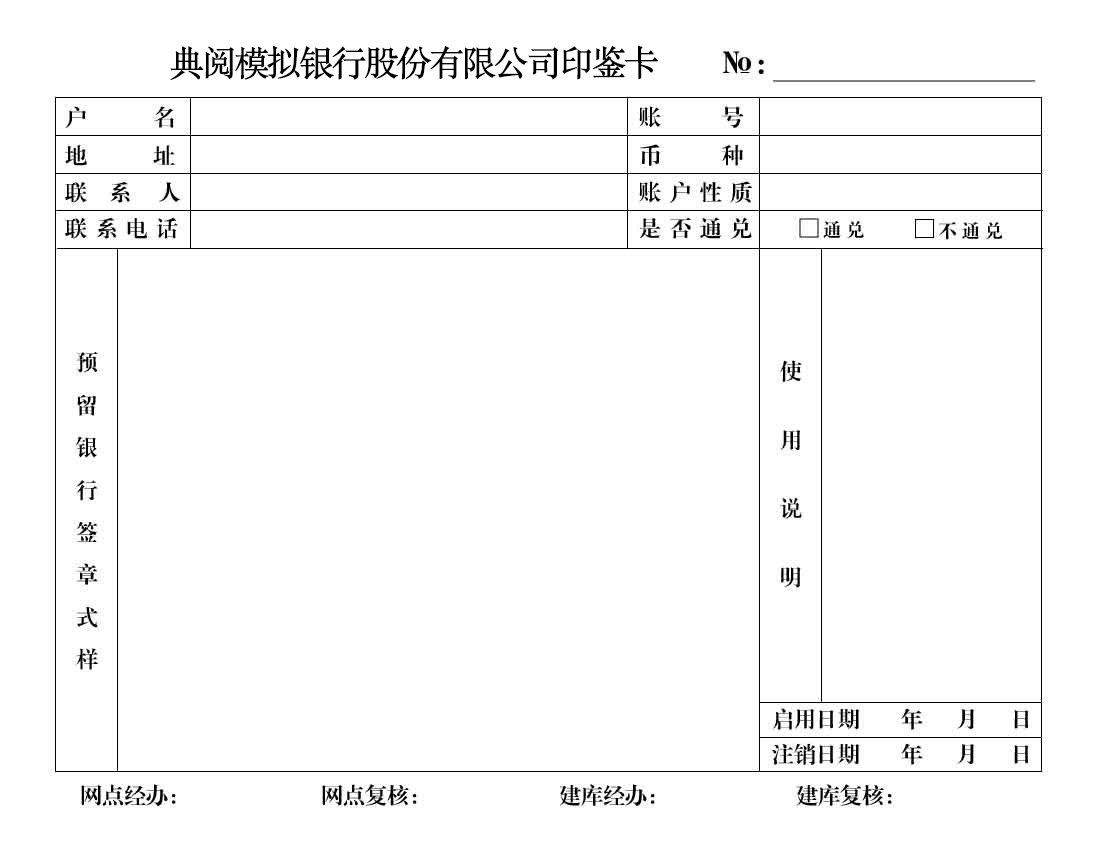 典阅模拟银行股份有限公司印鉴卡 №:
户名 账号
地址 币种
联系人 账户性质
联系电话 是否通兑 □通兑 □不通兑
预留银行签章式样
使用说明
启用日期 年 月 日
注销日期 年 月 日
网点经办: 网点复核: 建库经办: 建库复核: